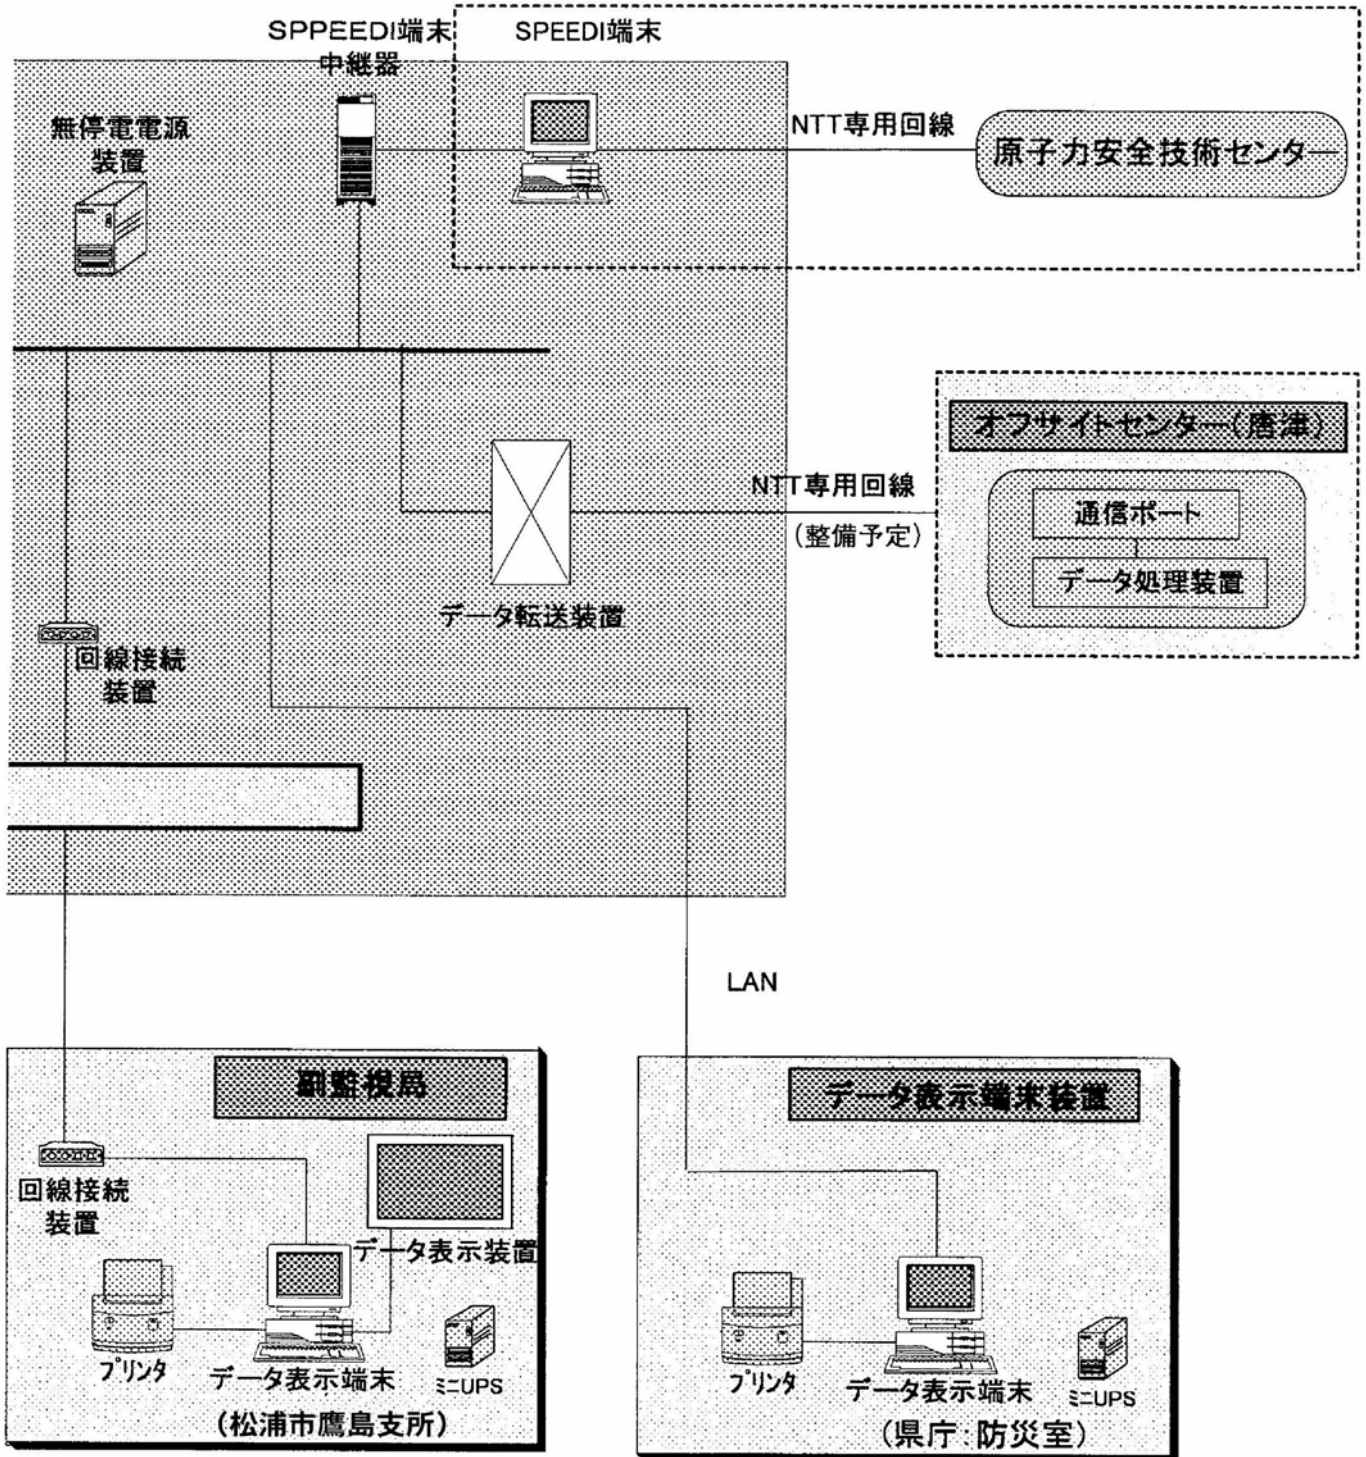 SPPEEDI端末
中継器
SPEEDI端末
無停電電源
装置
NTT専用回線
原子力安全技術センター
オフサイトセンター(唐津)
通信ポート
データ処理装置
NTT専用回線
(整備予定)
データ転送装置
回線接続
装置
LAN
副監視局
回線接続
装置
データ表示装置
プリンタ
データ表示端末
ミニUPS
(松浦市鷹島支所)
データ表示端末装置
プリンタ
データ表示端末
ミニUPS
(県庁:防災室)